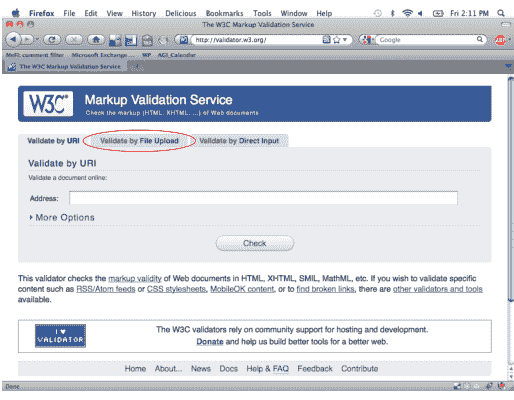 Firefox File Edit View History Delicious Bookmarks Tools Window Help Fri 2:11 PM
The W3C Markup Validation Service
http://validator.w3.org/ Google ABP
MeFi comment filter Microsoft Exchange ... WP AGI_Calendar
The W3C Markup Validation Service
W3C Markup Validation Service
Check the markup (HTML, XHTML, ...) of Web documents
Validate by URI Validate by File Upload Validate by Direct Input
Validate by URI
Validate a document online:
Address:
More Options
Check
This validator checks the markup validity of Web documents in HTML, XHTML, SMIL, MathML, etc. If you wish to validate specific
content such as RSS/Atom feeds or CSS stylesheets, MobileOK content, or to find broken links, there are other validators and tools
available.
I ♥
VALIDATOR
The W3C validators rely on community support for hosting and development.
Donate and help us build better tools for a better web.
Home About... News Docs Help & FAQ Feedback Contribute
Done